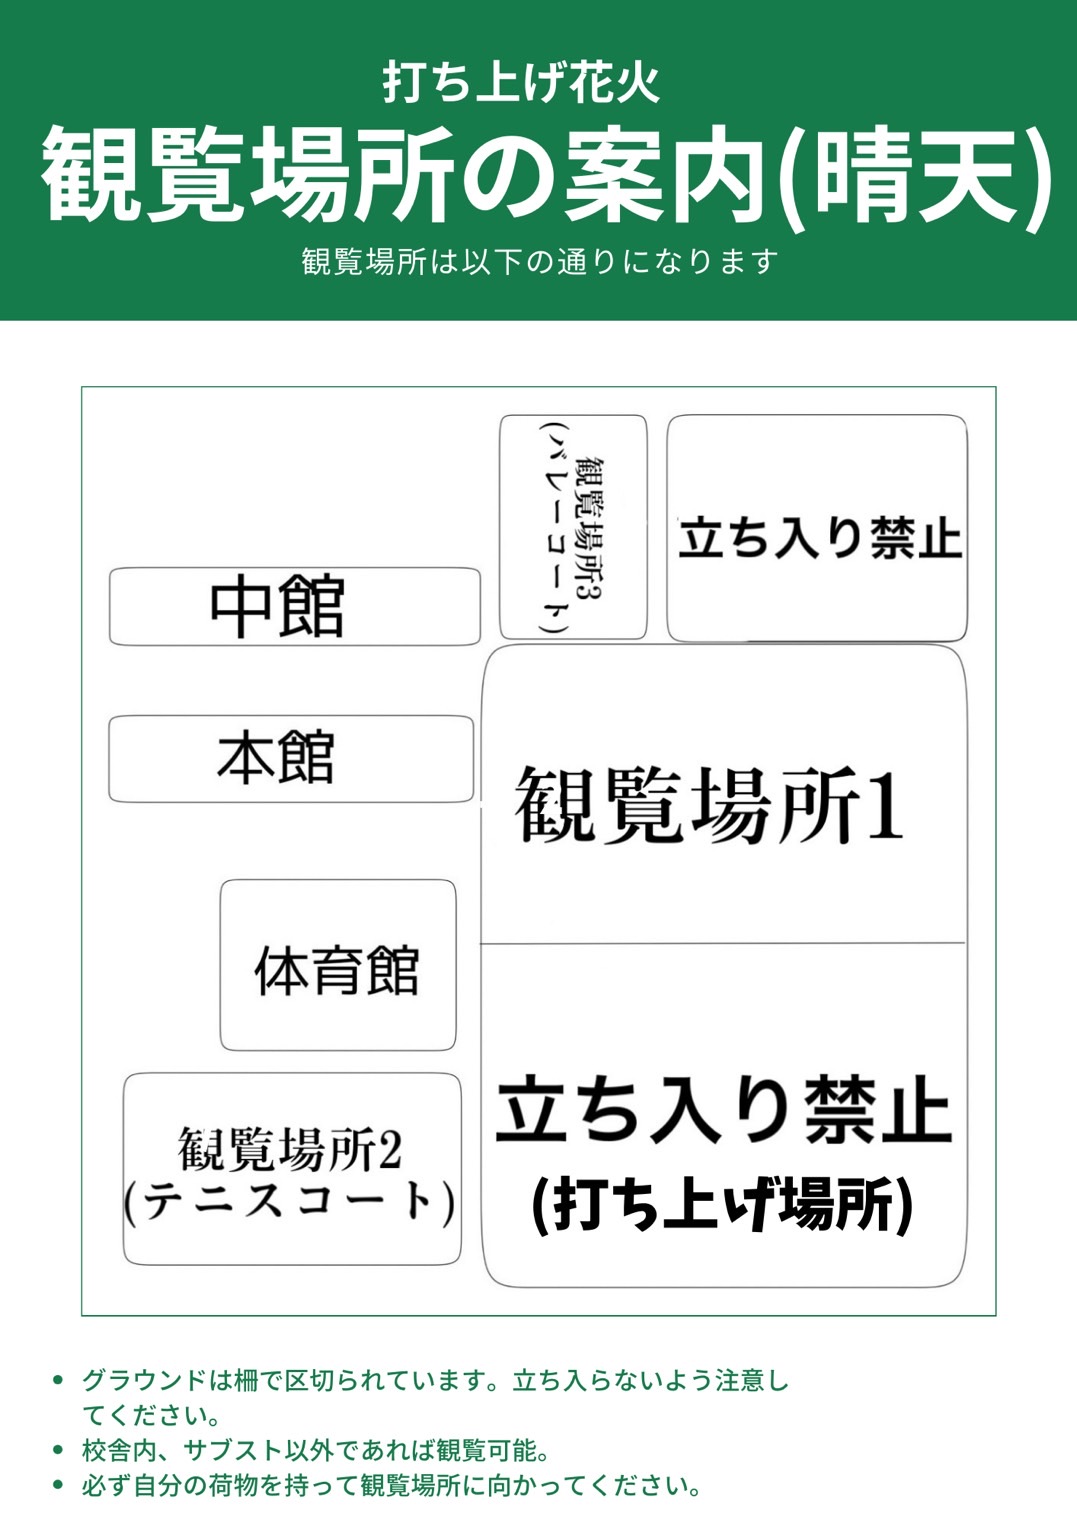 打ち上げ花火
観覧場所の案内(晴天)
観覧場所は以下の通りになります
観覧場所3
(バレーコート)
立ち入り禁止
中館
本館
観覧場所1
体育館
立ち入り禁止
(打ち上げ場所)
観覧場所2
(テニスコート)
• グラウンドは柵で区切られています。立ち入らないよう注意し
てください。
• 校舎内、サブスト以外であれば観覧可能。
• 必ず自分の荷物を持って観覧場所に向かってください。